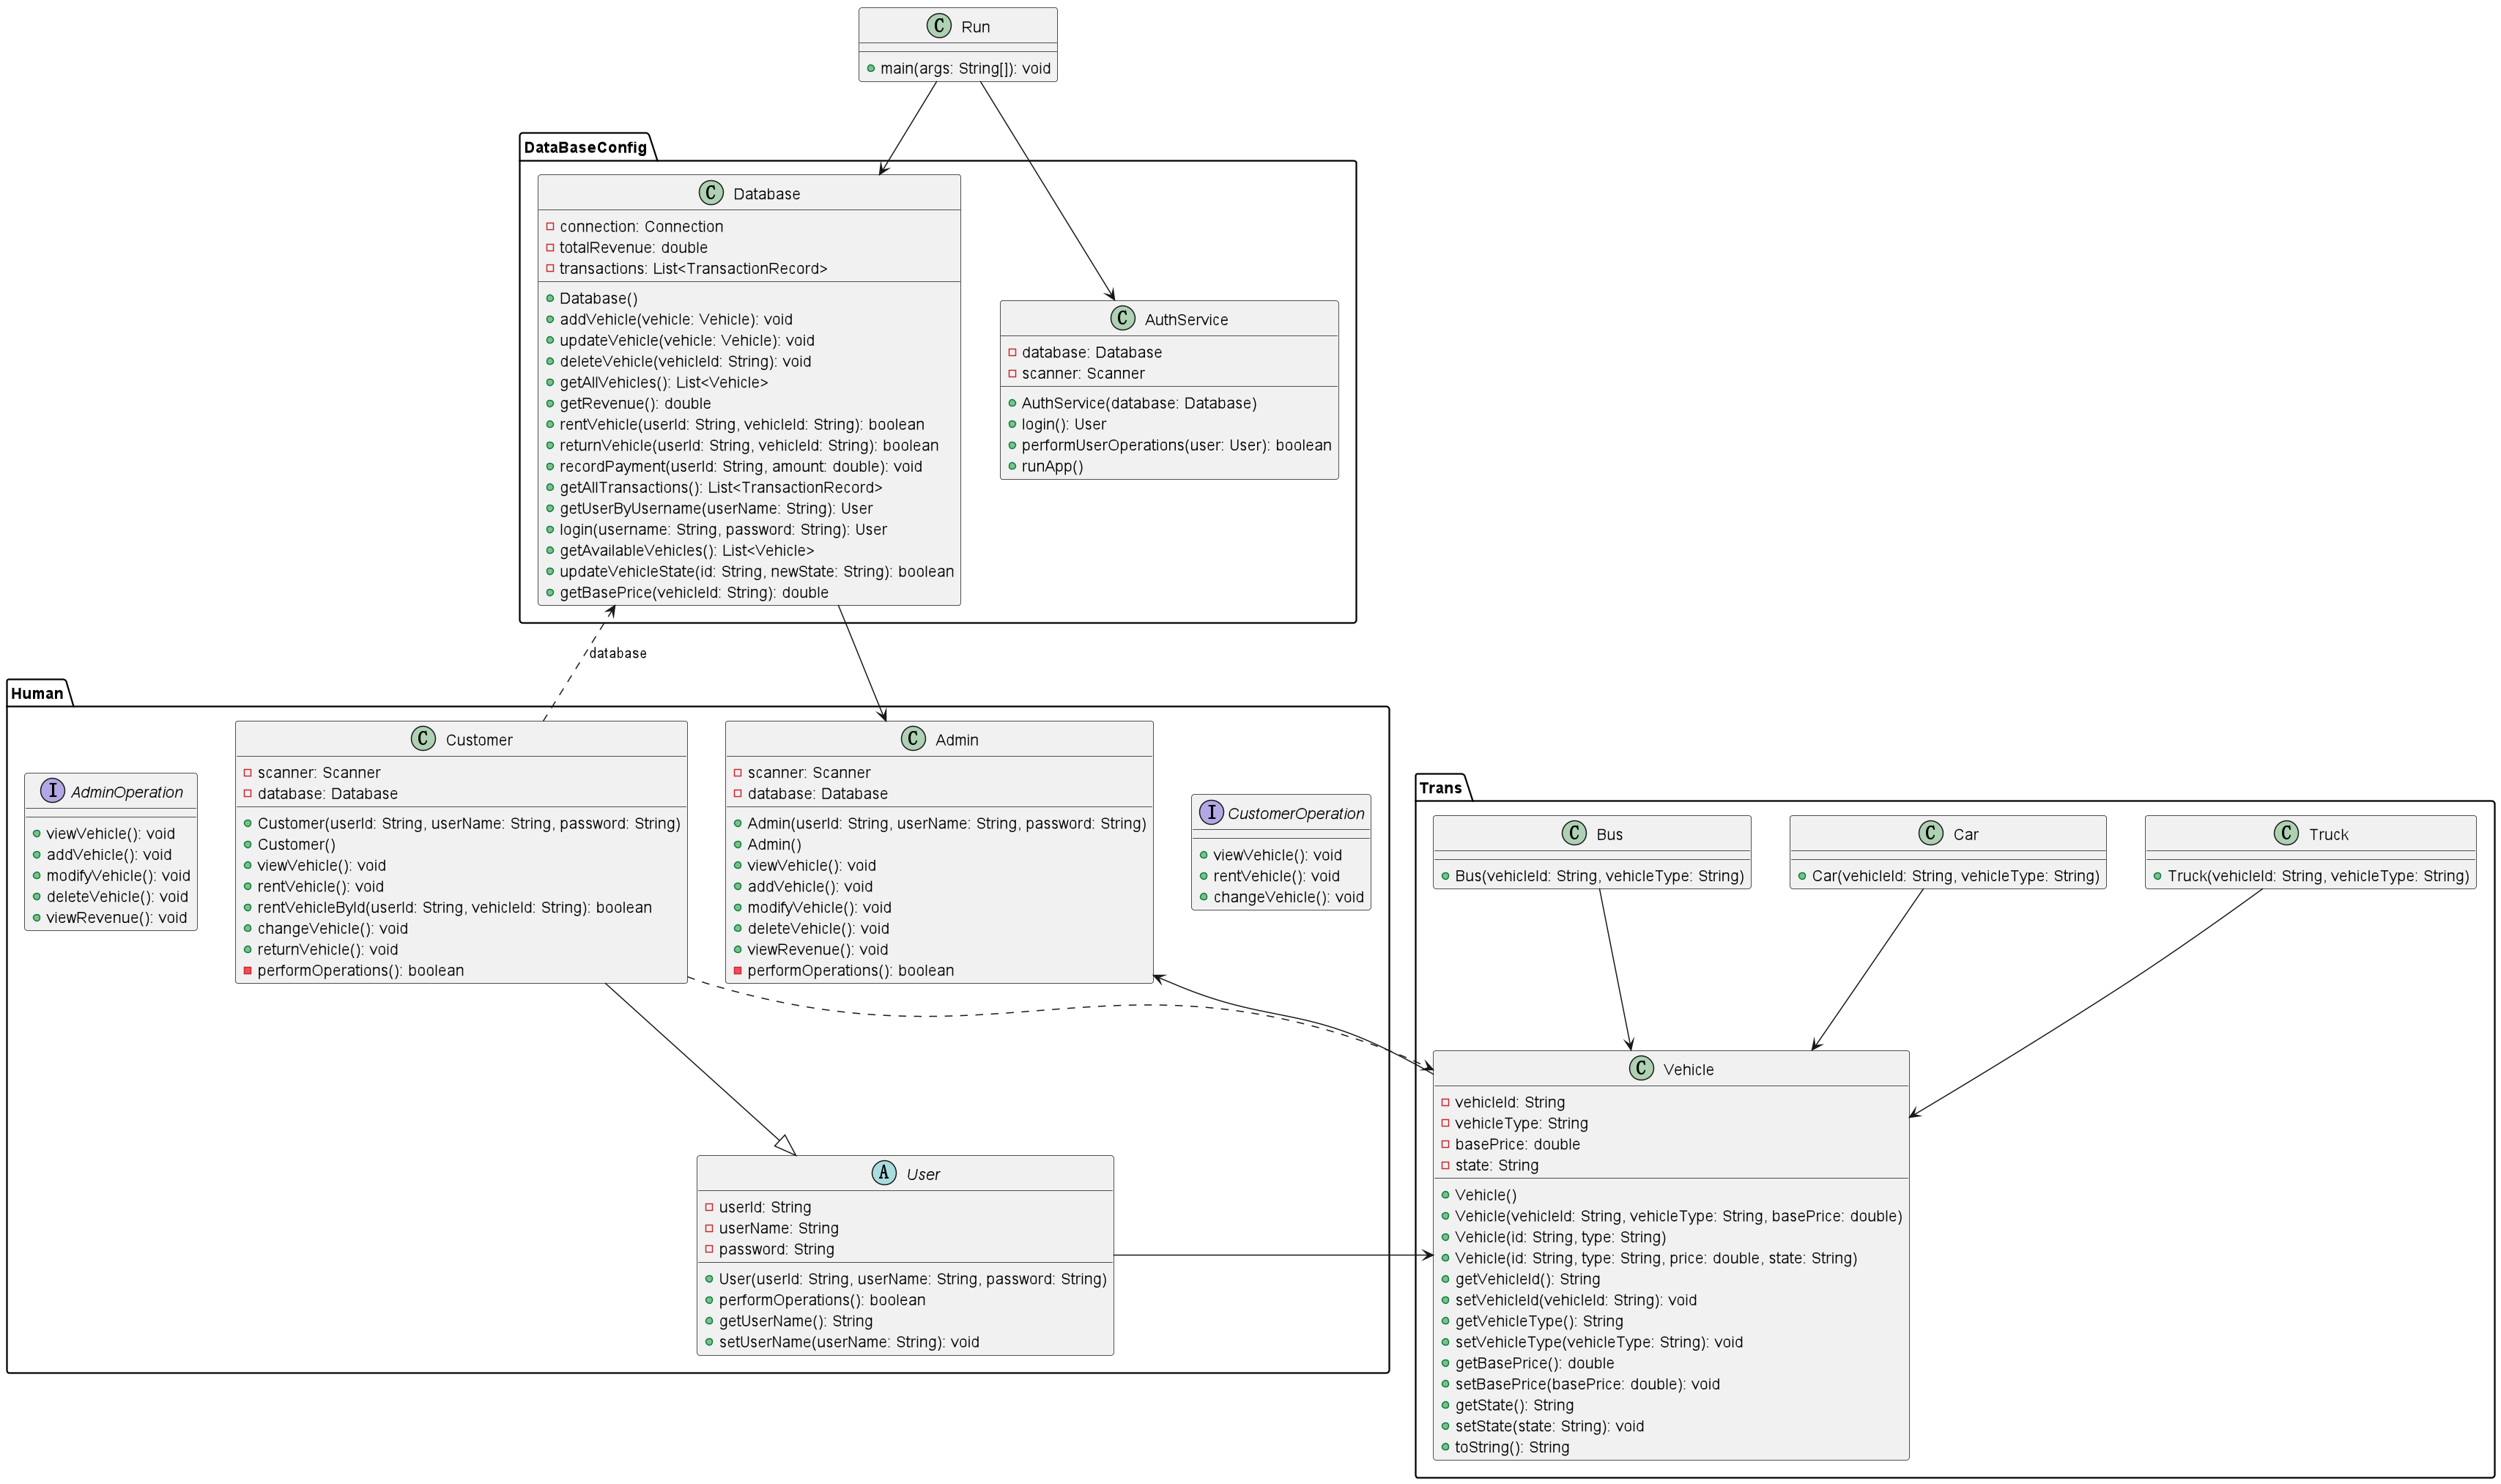 C Run
main(args: String[]): void
DataBaseConfig
C Database
connection: Connection
totalRevenue: double
transactions: List<TransactionRecord>
Database()
addVehicle(vehicle: Vehicle): void
updateVehicle(vehicle: Vehicle): void
deleteVehicle(vehicleId: String): void
getAllVehicles(): List<Vehicle>
getRevenue(): double
rentVehicle(userId: String, vehicleId: String): boolean
returnVehicle(userId: String, vehicleId: String): boolean
recordPayment(userId: String, amount: double): void
getAllTransactions(): List<TransactionRecord>
getUserByUsername(userName: String): User
login(username: String, password: String): User
getAvailableVehicles(): List<Vehicle>
updateVehicleState(id: String, newState: String): boolean
getBasePrice(vehicleId: String): double
C AuthService
database: Database
scanner: Scanner
AuthService(database: Database)
login(): User
performUserOperations(user: User): boolean
runApp()
database
Human
I AdminOperation
viewVehicle(): void
addVehicle(): void
modifyVehicle(): void
deleteVehicle(): void
viewRevenue(): void
C Customer
scanner: Scanner
database: Database
Customer(userId: String, userName: String, password: String)
Customer()
viewVehicle(): void
rentVehicle(): void
rentVehicleById(userId: String, vehicleId: String): boolean
changeVehicle(): void
returnVehicle(): void
performOperations(): boolean
C Admin
scanner: Scanner
database: Database
Admin(userId: String, userName: String, password: String)
Admin()
viewVehicle(): void
addVehicle(): void
modifyVehicle(): void
deleteVehicle(): void
viewRevenue(): void
performOperations(): boolean
I CustomerOperation
viewVehicle(): void
rentVehicle(): void
changeVehicle(): void
A User
userId: String
userName: String
password: String
User(userId: String, userName: String, password: String)
performOperations(): boolean
getUserName(): String
setUserName(userName: String): void
Trans
C Bus
Bus(vehicleId: String, vehicleType: String)
C Car
Car(vehicleId: String, vehicleType: String)
C Truck
Truck(vehicleId: String, vehicleType: String)
C Vehicle
vehicleId: String
vehicleType: String
basePrice: double
state: String
Vehicle()
Vehicle(vehicleId: String, vehicleType: String, basePrice: double)
Vehicle(id: String, type: String)
Vehicle(id: String, type: String, price: double, state: String)
getVehicleId(): String
setVehicleId(vehicleId: String): void
getVehicleType(): String
setVehicleType(vehicleType: String): void
getBasePrice(): double
setBasePrice(basePrice: double): void
getState(): String
setState(state: String): void
toString(): String